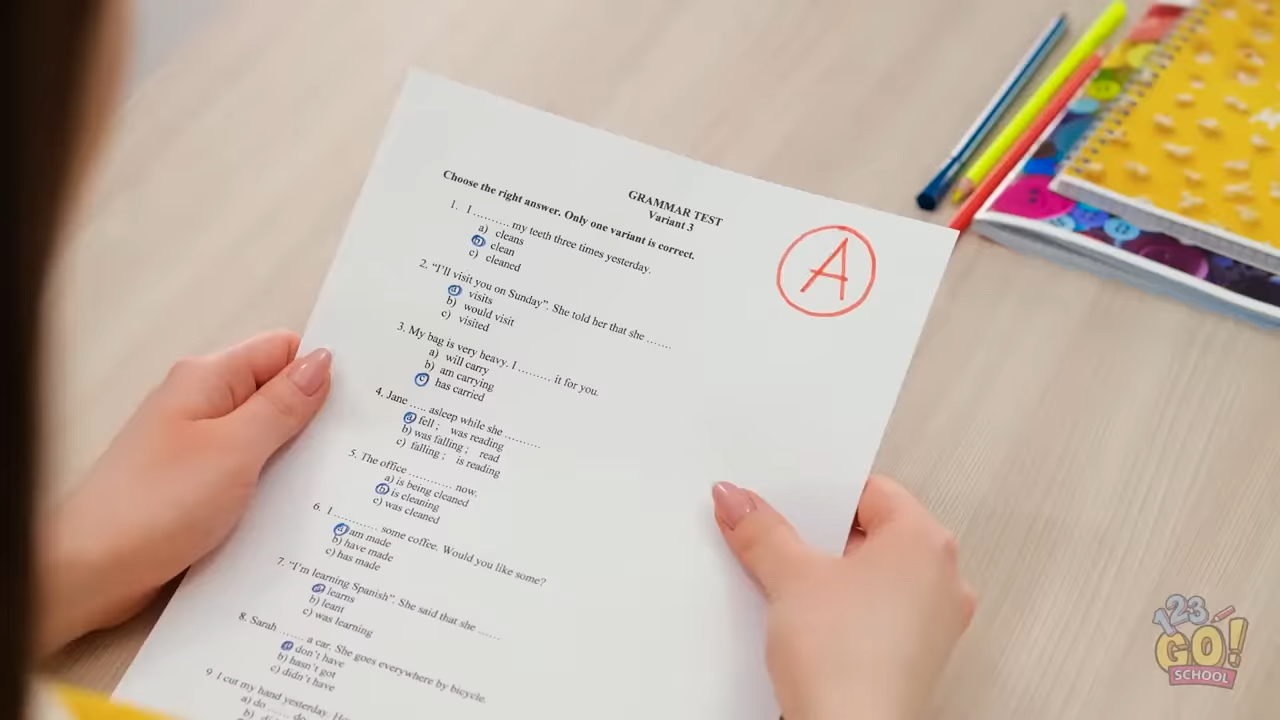 GRAMMAR TEST
Variant 3
Choose the right answer. Only one variant is correct.
1. I .......... my teeth three times yesterday.
a) cleans
b) clean
c) cleaned
2. "I'll visit you on Sunday". She told her that she ......
a) visits
b) would visit
c) visited
3. My bag is very heavy. I ......... it for you.
a) will carry
b) am carrying
c) has carried
4. Jane ..... asleep while she .........
a) fell ; was reading
b) was falling ; read
c) falling ; is reading
5. The office ........... now.
a) is being cleaned
b) is cleaning
c) was cleaned
6. I ........... some coffee. Would you like some?
a) am made
b) have made
c) has made
7. "I'm learning Spanish". She said that she ......
a) learns
b) leant
c) was learning
8. Sarah ...... a car. She goes everywhere by bicycle.
a) don't have
b) hasn't got
c) didn't have
9 I cut my hand yesterday.
a) do ...... do
b)
A
123
GO!
SCHOOL